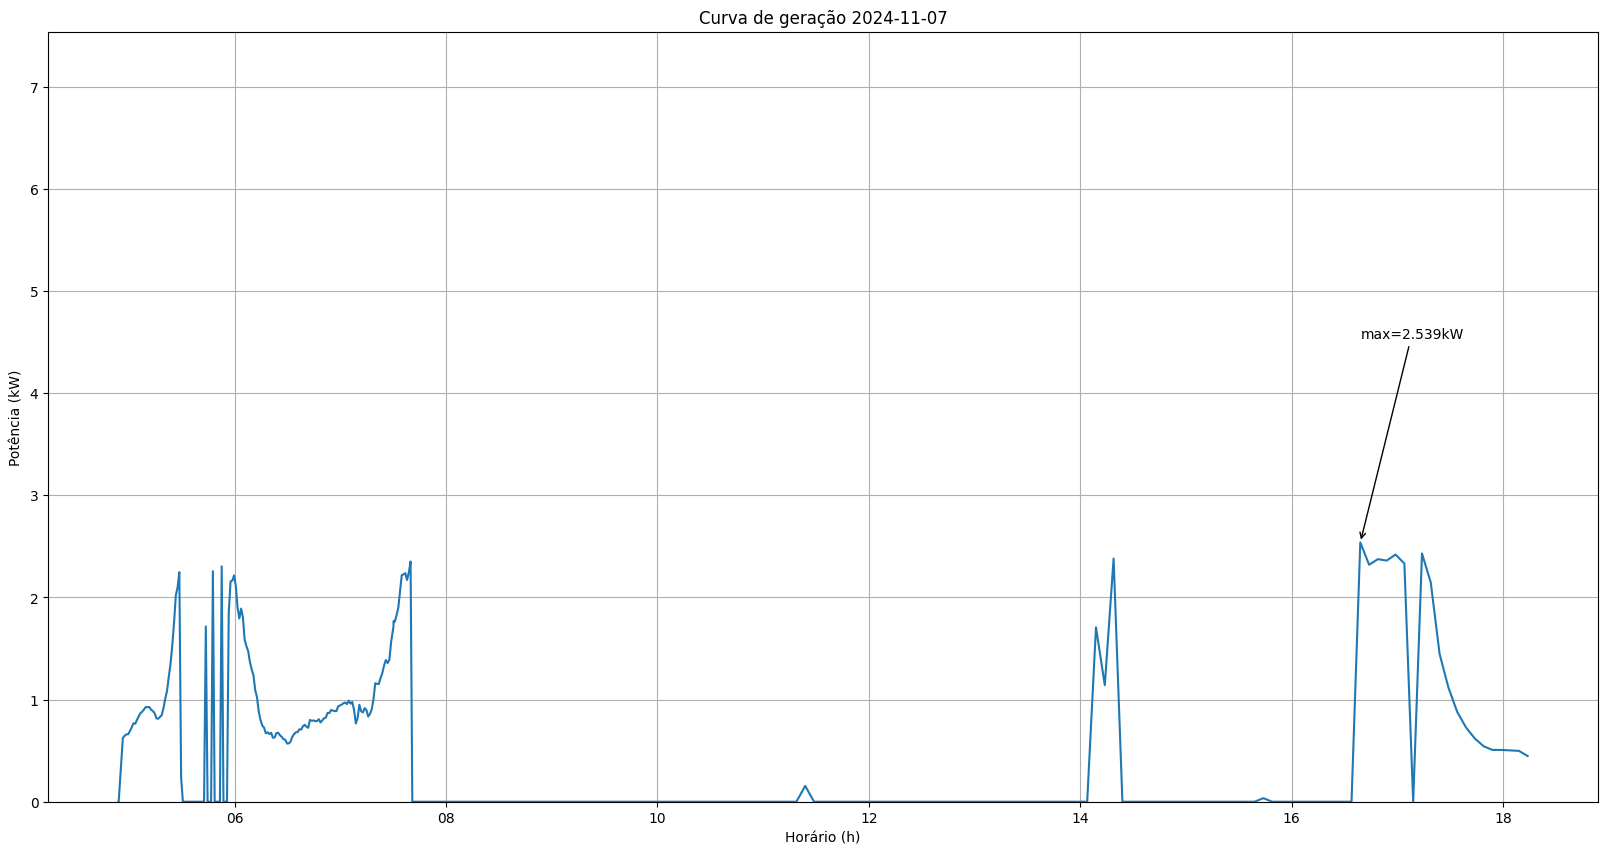 Curva de geração 2024-11-07
Potência (kW)
7
6
5
4
3
2
1
0
max=2.539kW
06 08 10 12 14 16 18
Horário (h)